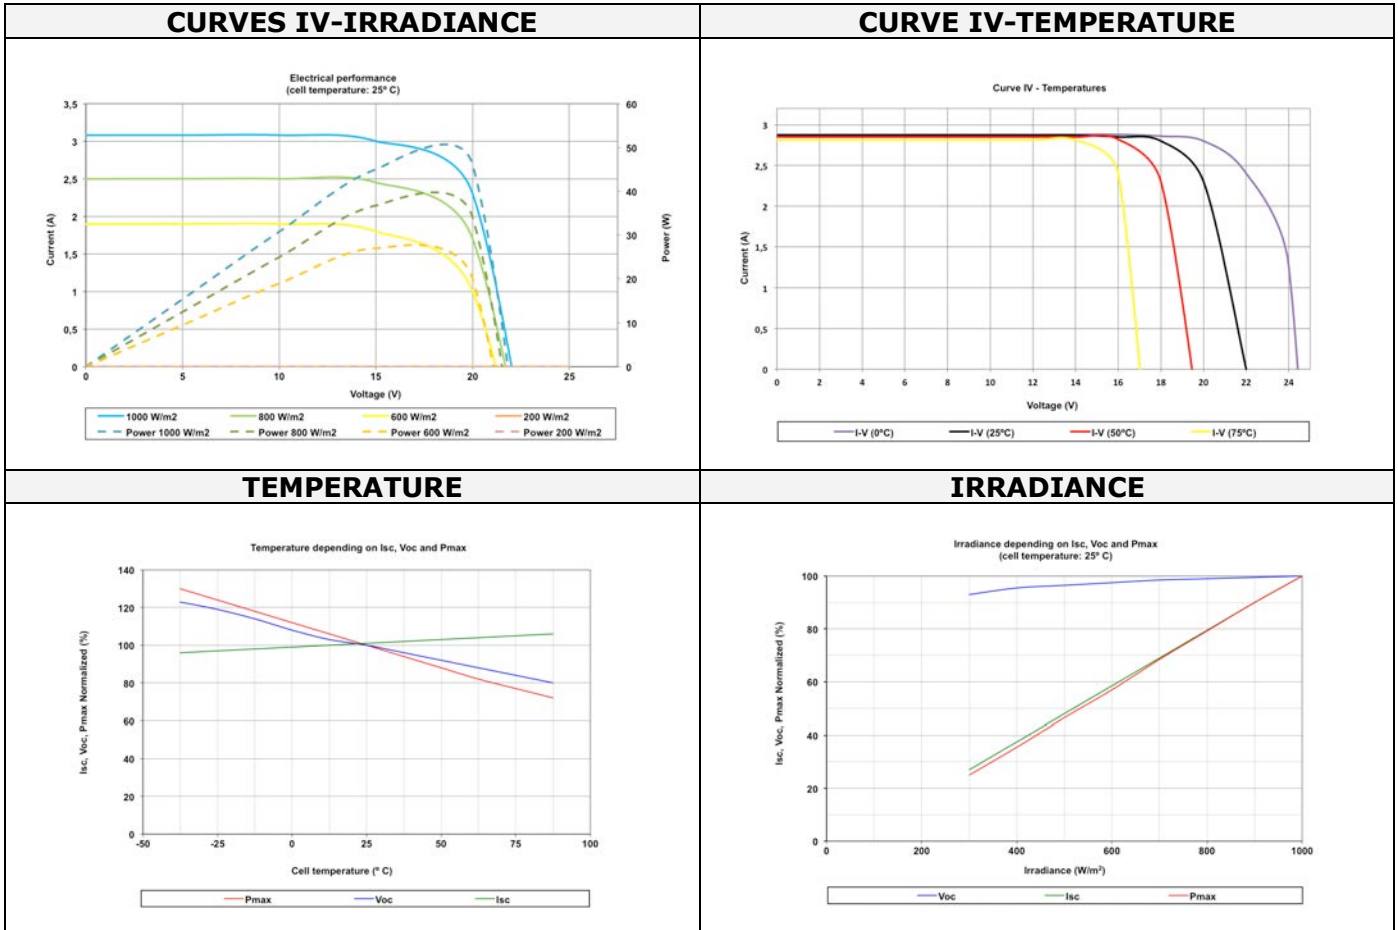 CURVES IV-IRRADIANCE
CURVE IV-TEMPERATURE
Electrical performance
(cell temperature: 25º C)
3,5
3
2,5
2
1,5
1
0,5
0
60
50
40
30
20
10
0
Current (A)
Power (W)
0 5 10 15 20 25
Voltage (V)
1000 W/m2 800 W/m2 600 W/m2 200 W/m2
Power 1000 W/m2 Power 800 W/m2 Power 600 W/m2 Power 200 W/m2
Curve IV - Temperatures
3
2,5
2
1,5
1
0,5
0
Current (A)
0 2 4 6 8 10 12 14 16 18 20 22 24
Voltage (V)
I-V (0ºC) I-V (25ºC) I-V (50ºC) I-V (75ºC)
TEMPERATURE
IRRADIANCE
Temperature depending on Isc, Voc and Pmax
140
120
100
80
60
40
20
0
Isc, Voc, Pmax Normalized (%)
-50 -25 0 25 50 75 100
Cell temperature (º C)
Pmax Voc Isc
Irradiance depending on Isc, Voc and Pmax
(cell temperature: 25º C)
100
80
60
40
20
0
Isc, Voc, Pmax Normalized (%)
0 200 400 600 800 1000
Irradiance (W/m²)
Voc Isc Pmax